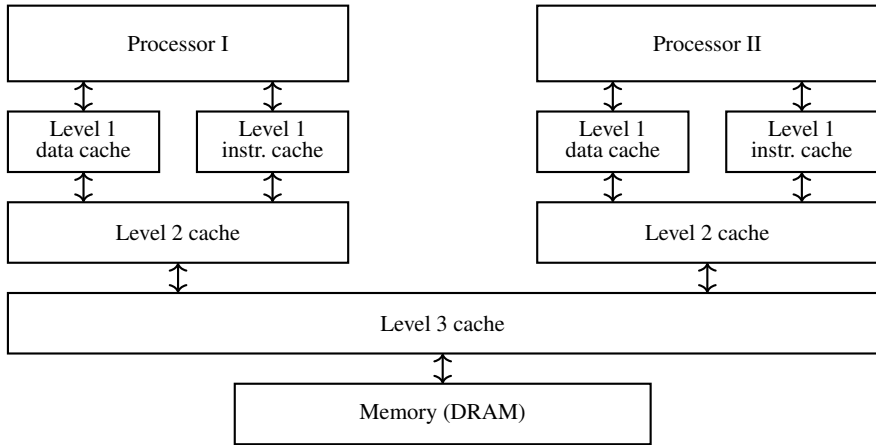 Processor I
Processor II
Level 1
data cache
Level 1
instr. cache
Level 1
data cache
Level 1
instr. cache
Level 2 cache
Level 2 cache
Level 3 cache
Memory (DRAM)